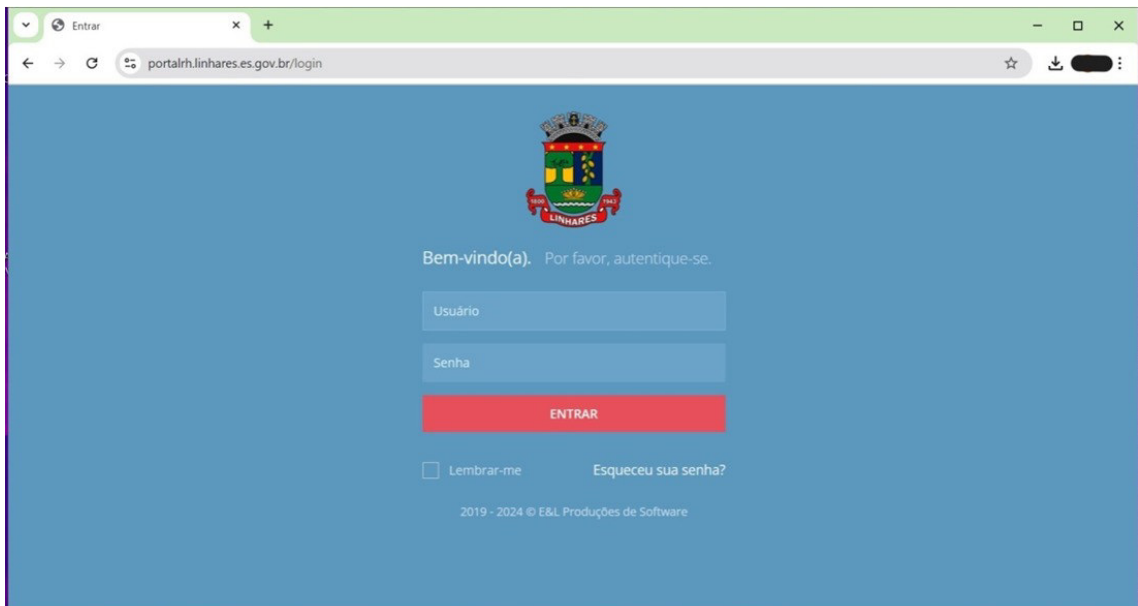 Entrar
portalrh.linhares.es.gov.br/login
1800 1943
LINHARES
Bem-vindo(a). Por favor, autentique-se.
Usuário
Senha
ENTRAR
Lembrar-me Esqueceu sua senha?
2019 - 2024 © E&L Produções de Software